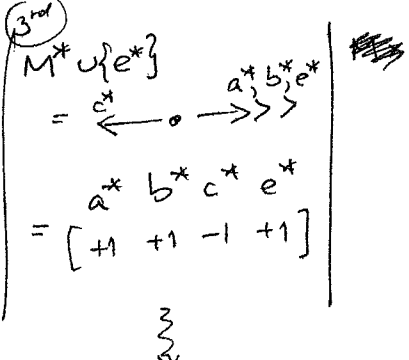 3rd
M* ∪{e*}
c* a*, b*, e*
= ←—•—→>>
a* b* c* e*
= [+1 +1 -1 +1]